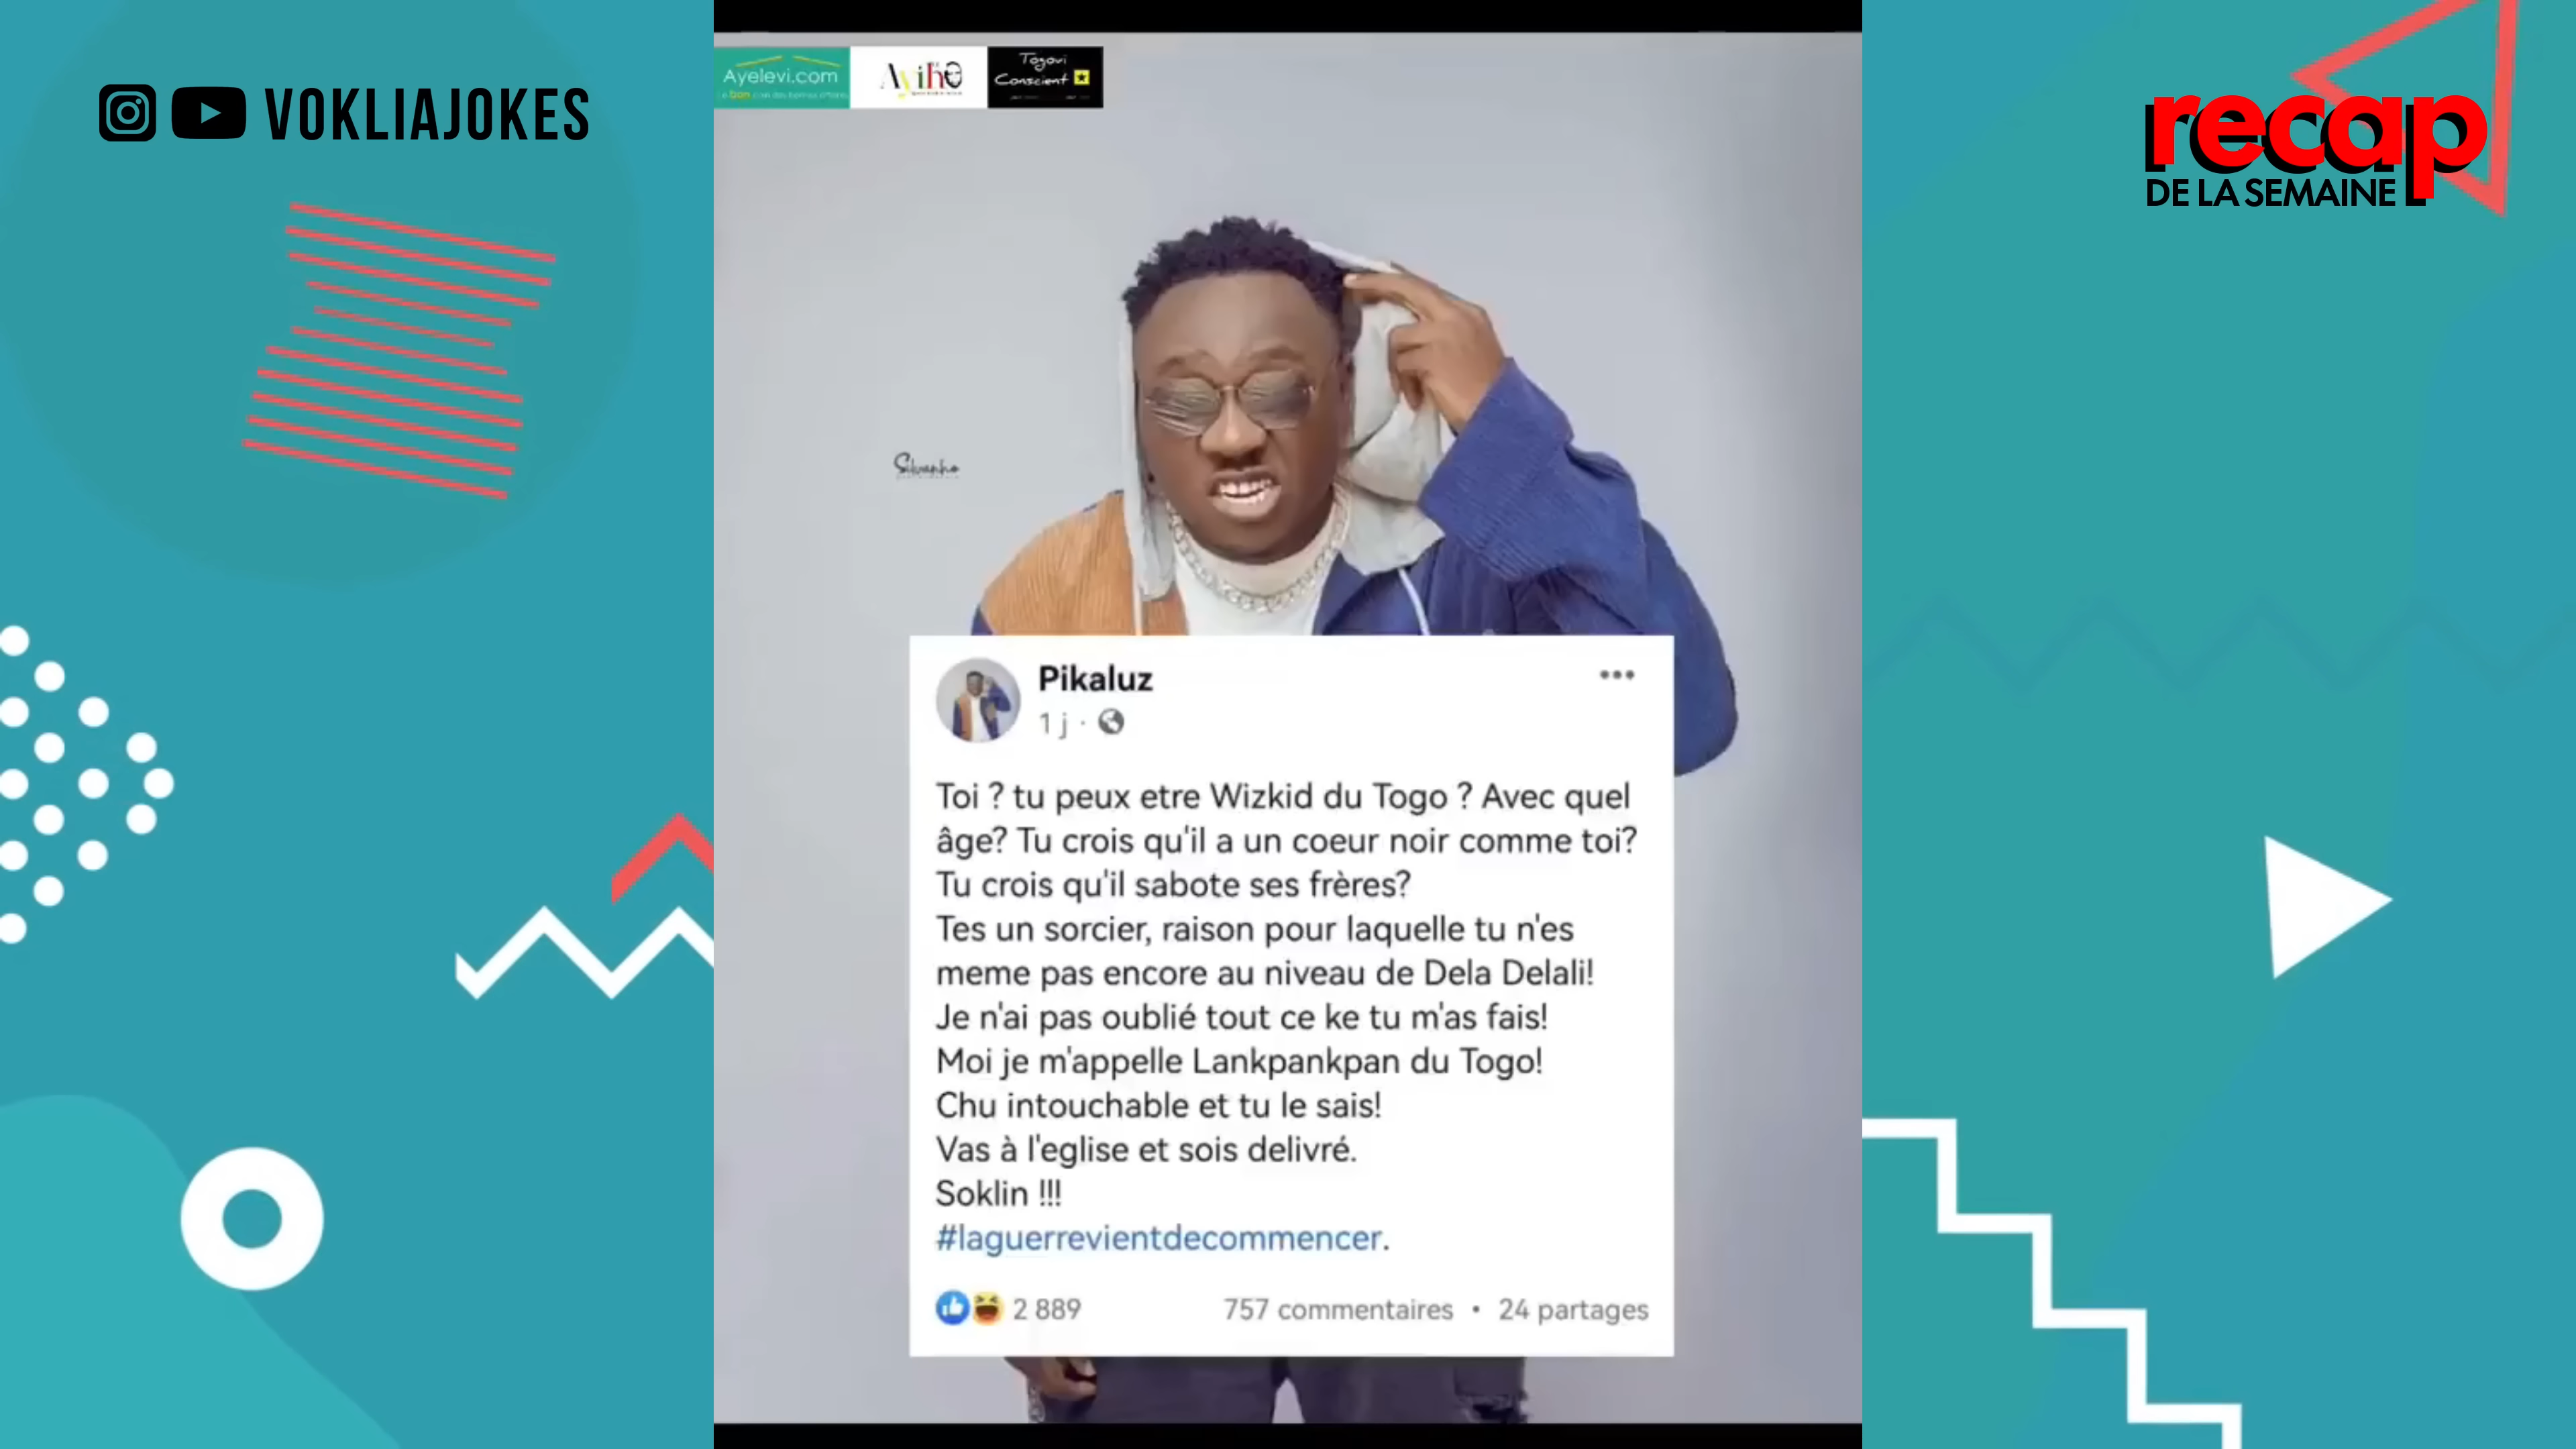 VOKLIAJOKES
recap
DE LA SEMAINE
Ayelevi.com
Ayiho
Togovi
Conscient
Silvanho
Pikaluz
1 j ·
Toi ? tu peux etre Wizkid du Togo ? Avec quel
âge? Tu crois qu'il a un coeur noir comme toi?
Tu crois qu'il sabote ses frères?
Tes un sorcier, raison pour laquelle tu n'es
meme pas encore au niveau de Dela Delali!
Je n'ai pas oublié tout ce ke tu m'as fais!
Moi je m'appelle Lankpankpan du Togo!
Chu intouchable et tu le sais!
Vas à l'eglise et sois delivré.
Soklin !!!
#laguerrevientdecommencer.
2 889
757 commentaires • 24 partages